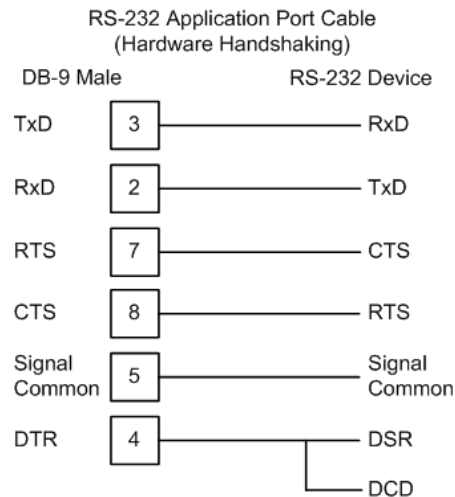 RS-232 Application Port Cable
(Hardware Handshaking)
DB-9 Male RS-232 Device
TxD 3 RxD
RxD 2 TxD
RTS 7 CTS
CTS 8 RTS
Signal Common 5 Signal Common
DTR 4 DSR
DCD